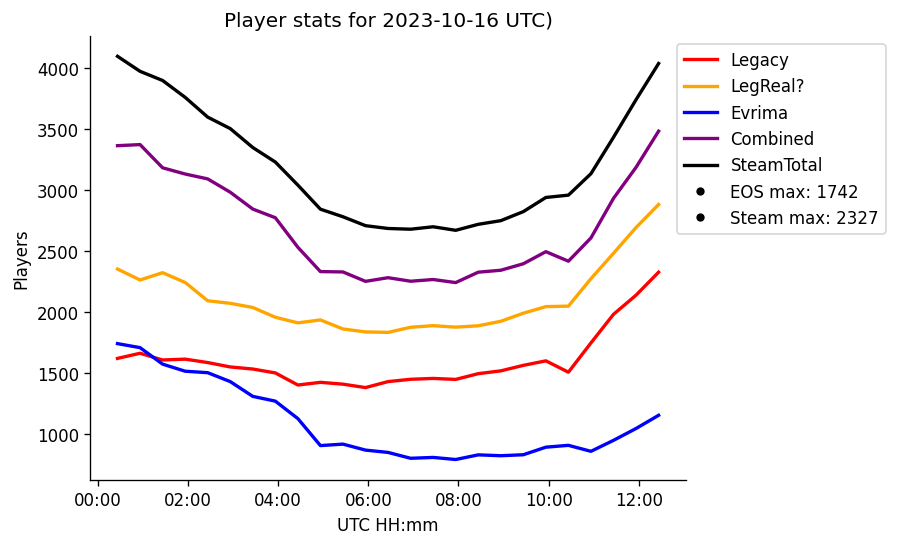 Player stats for 2023-10-16 UTC)
Legacy
LegReal?
Evrima
Combined
SteamTotal
EOS max: 1742
Steam max: 2327
Players
4000
3500
3000
2500
2000
1500
1000
00:00 02:00 04:00 06:00 08:00 10:00 12:00
UTC HH:mm